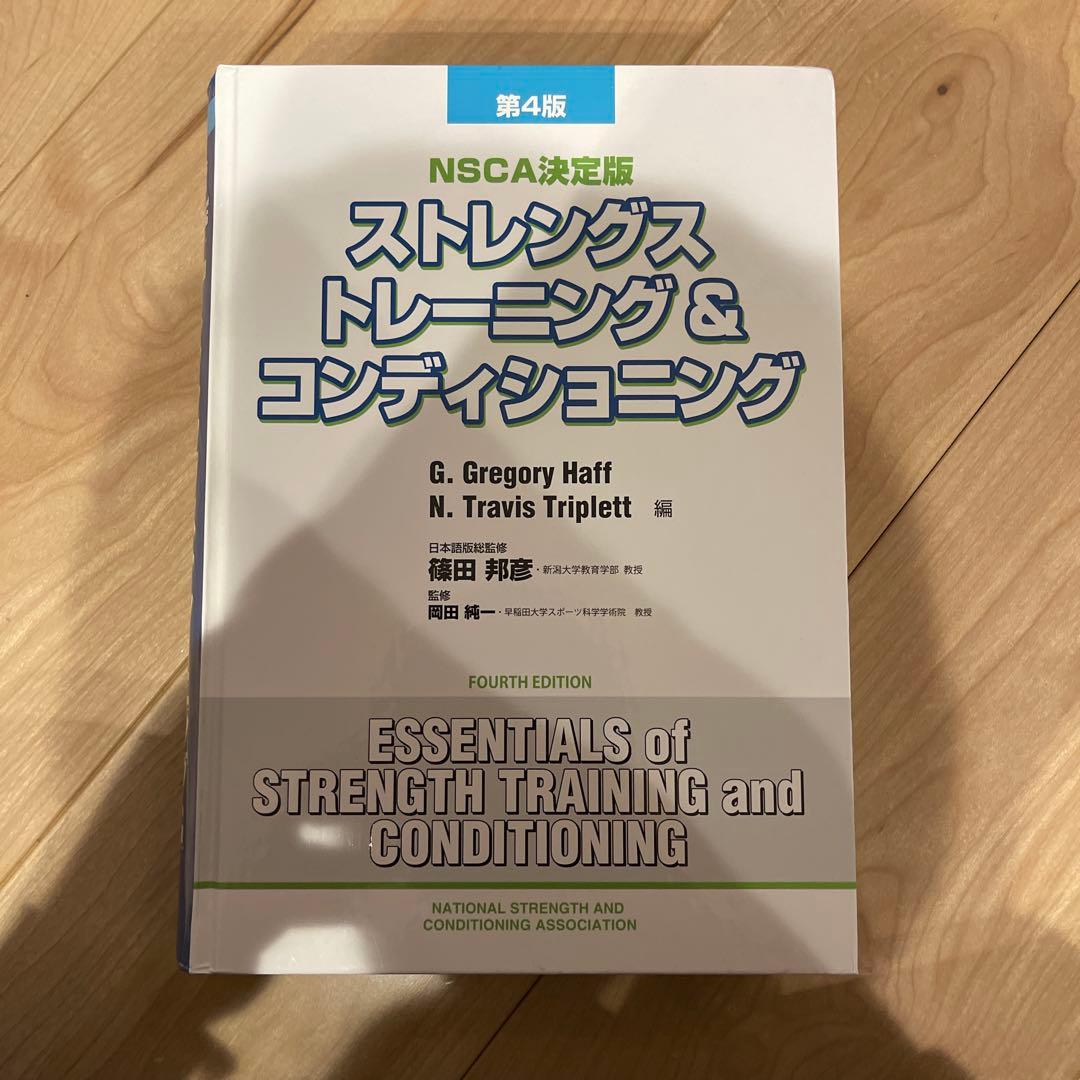 第4版
NSCA決定版
ストレングス
トレーニング&
コンディショニング
G. Gregory Haff
N. Travis Triplett 編
日本語版総監修
篠田 邦彦・新潟大学教育学部 教授
監修
岡田 純一・早稲田大学スポーツ科学学術院 教授
FOURTH EDITION
ESSENTIALS of
STRENGTH TRAINING and
CONDITIONING
NATIONAL STRENGTH AND
CONDITIONING ASSOCIATION